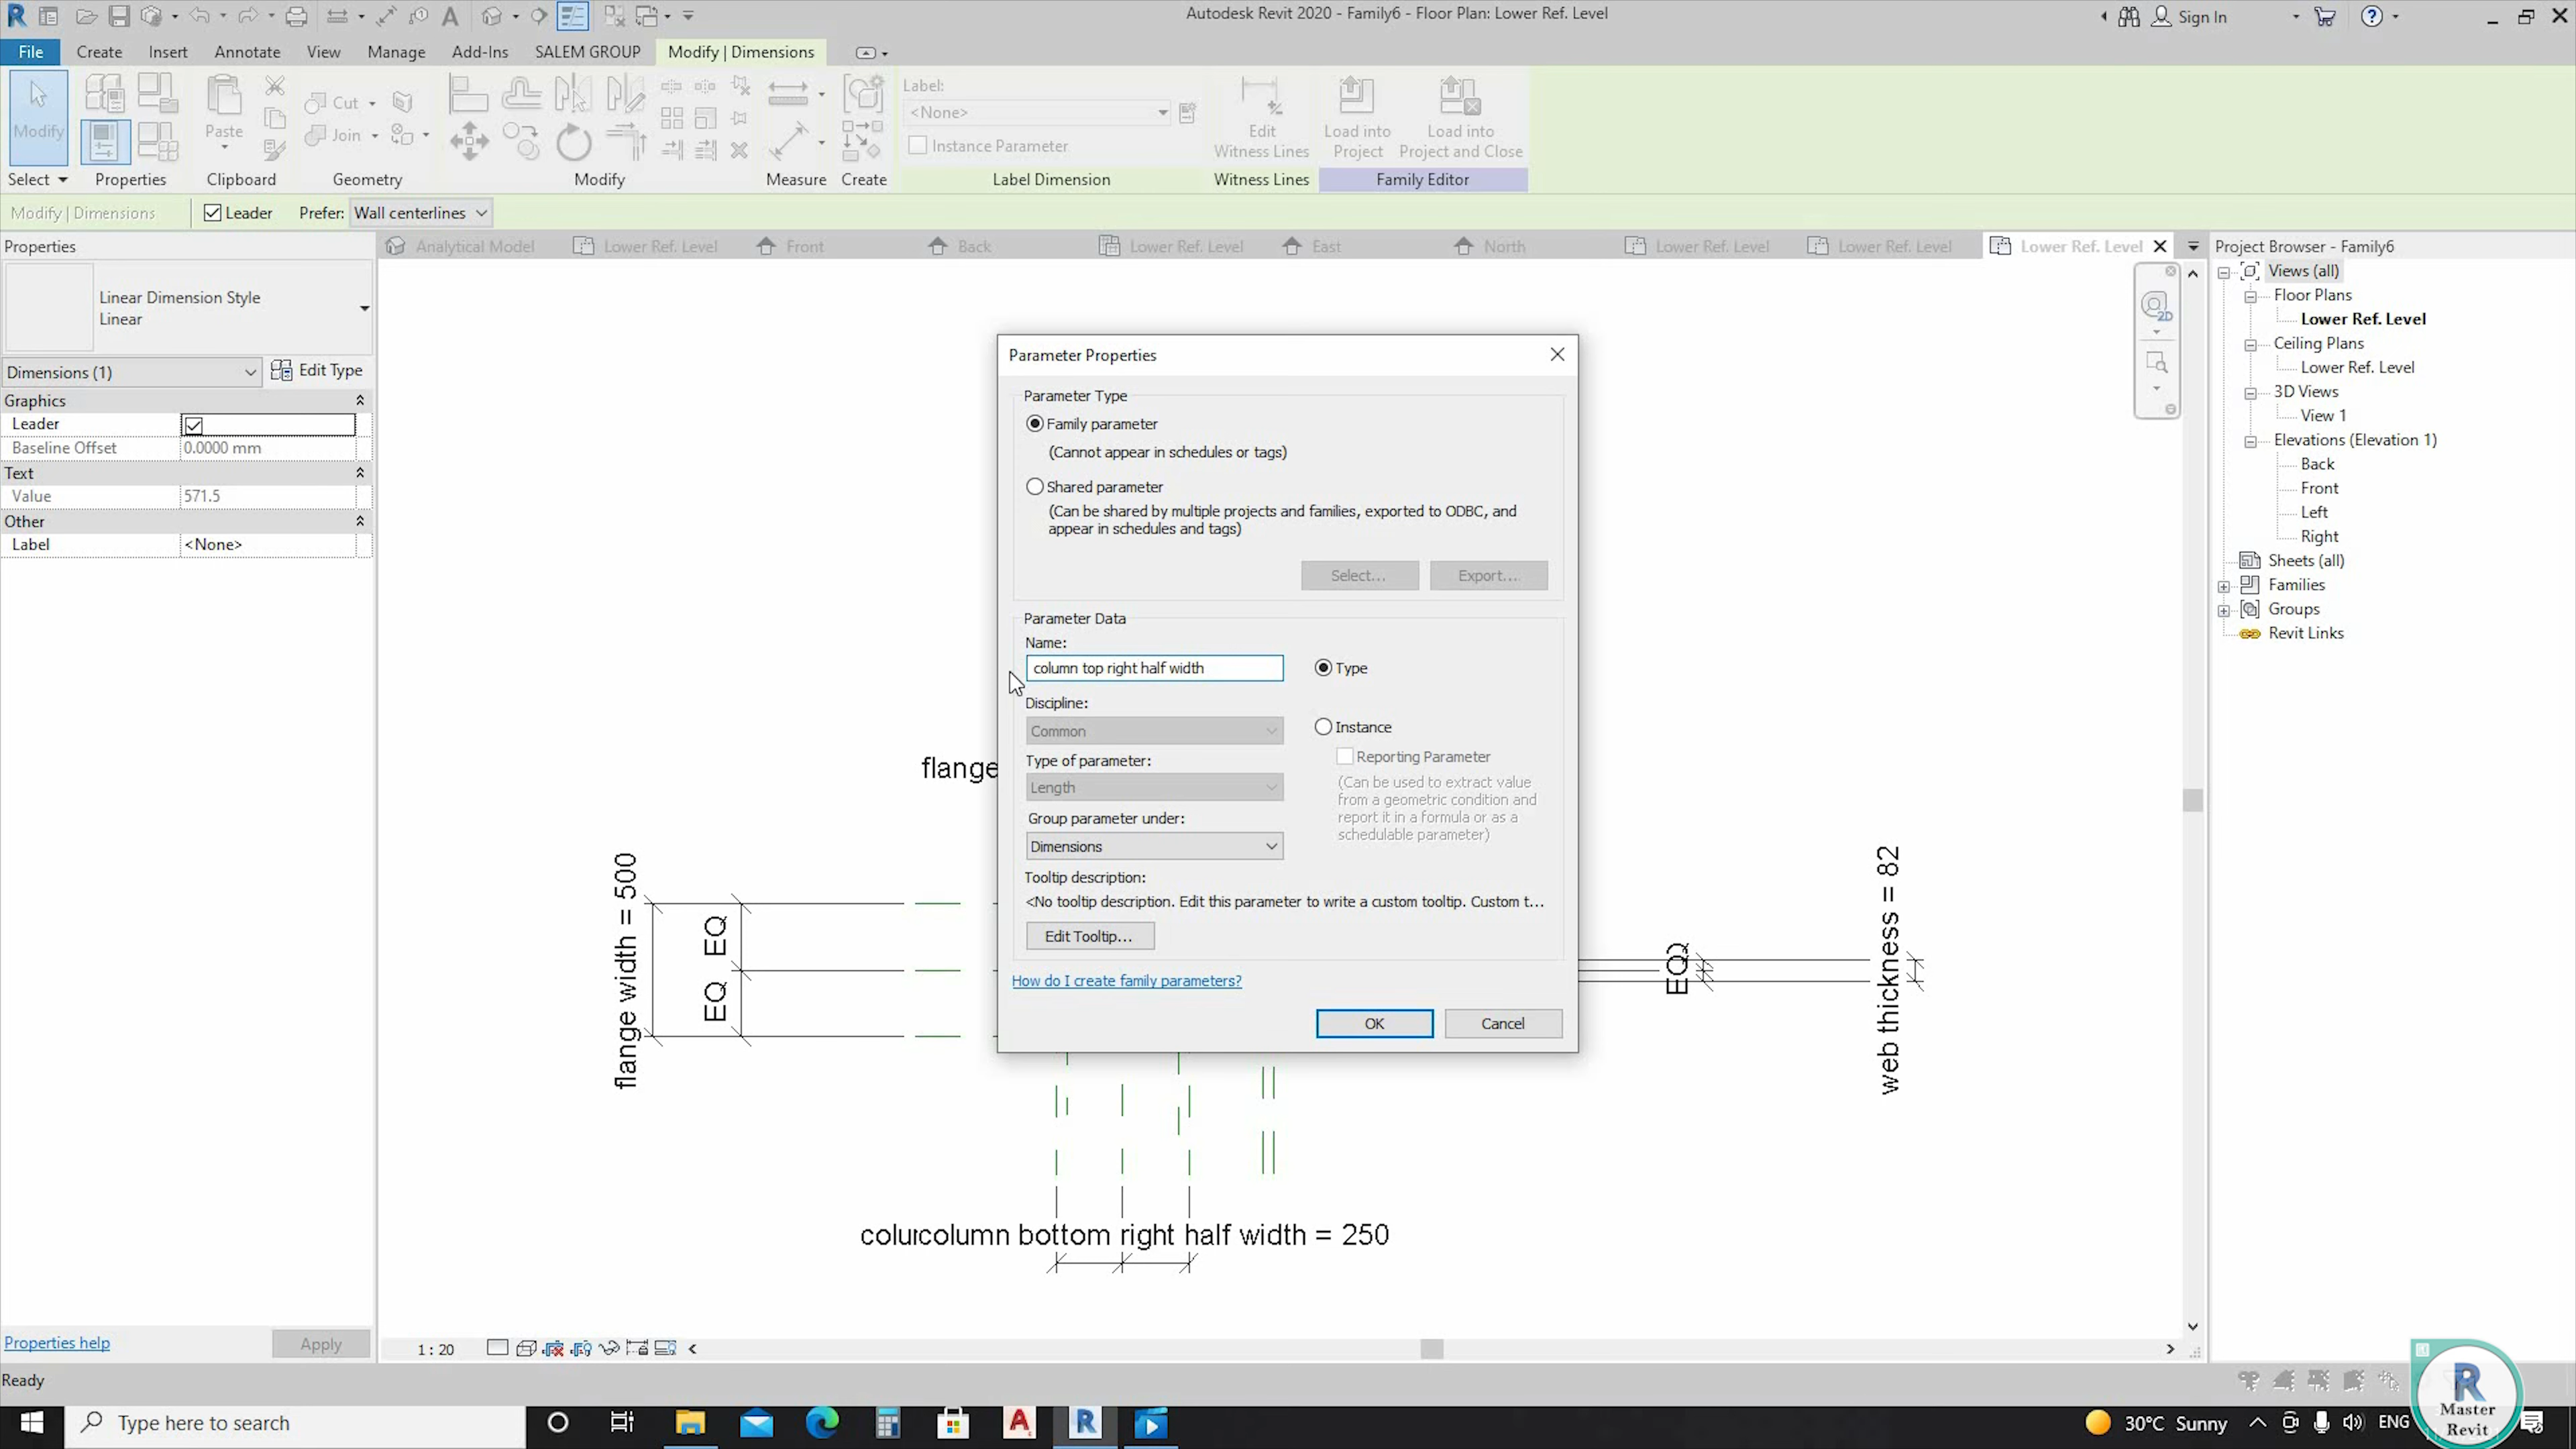 Autodesk Revit 2020 - Family6 - Floor Plan: Lower Ref. Level
Sign In
File Create Insert Annotate View Manage Add-Ins SALEM GROUP Modify | Dimensions
Modify
Paste
Cut
Join
Label:
<None>
Instance Parameter
Edit Witness Lines
Load into Project
Load into Project and Close
Select Properties Clipboard Geometry Modify Measure Create Label Dimension Witness Lines Family Editor
Modify | Dimensions Leader Prefer: Wall centerlines
Properties
Analytical Model Lower Ref. Level Front Back Lower Ref. Level East North Lower Ref. Level Lower Ref. Level Lower Ref. Level
Linear Dimension Style
Linear
Dimensions (1) Edit Type
Graphics
Leader
Baseline Offset 0.0000 mm
Text
Value 571.5
Other
Label <None>
Properties help Apply
Parameter Properties
Parameter Type
Family parameter
(Cannot appear in schedules or tags)
Shared parameter
(Can be shared by multiple projects and families, exported to ODBC, and
appear in schedules and tags)
Select... Export...
Parameter Data
Name:
column top right half width
Type
Discipline:
Common
Instance
Type of parameter:
Reporting Parameter
Length
(Can be used to extract value
from a geometric condition and
report it in a formula or as a
schedulable parameter)
Group parameter under:
Dimensions
Tooltip description:
<No tooltip description. Edit this parameter to write a custom tooltip. Custom t...
Edit Tooltip...
How do I create family parameters?
OK Cancel
flange
flange width = 500
EQ
EQ
EQ
web thickness = 82
column bottom right half width = 250
1 : 20
2D
Project Browser - Family6
Views (all)
Floor Plans
Lower Ref. Level
Ceiling Plans
Lower Ref. Level
3D Views
View 1
Elevations (Elevation 1)
Back
Front
Left
Right
Sheets (all)
Families
Groups
Revit Links
Ready
Type here to search
30°C Sunny
ENG
R
Master
Revit